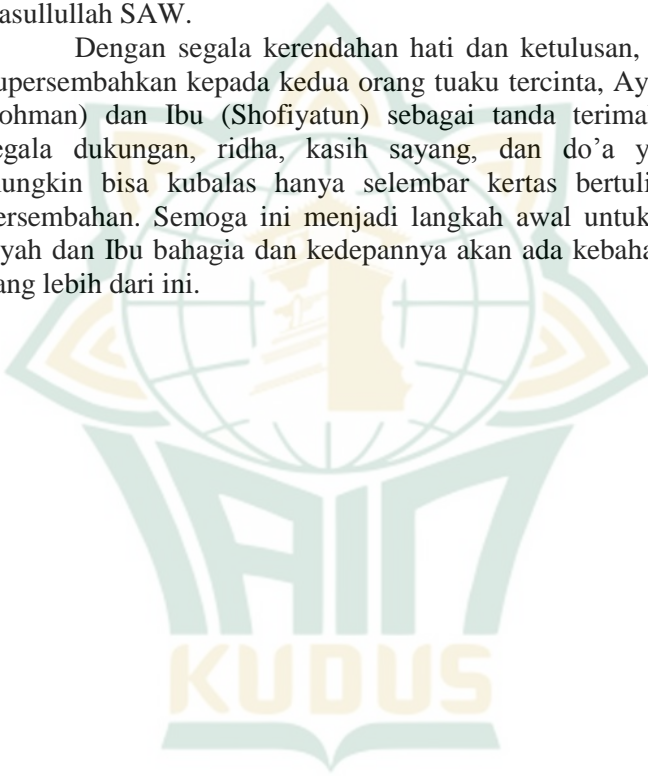 asullullah SAW.
Dengan segala kerendahan hati dan ketulusan,
upersembahkan kepada kedua orang tuaku tercinta, Ay
ohman) dan Ibu (Shofiyatun) sebagai tanda terima
egala dukungan, ridha, kasih sayang, dan do'a y
ungkin bisa kubalas hanya selembar kertas bertuli
ersembahan. Semoga ini menjadi langkah awal untuk
yah dan Ibu bahagia dan kedepannya akan ada kebaha
ang lebih dari ini.
IAIN
KUDUS